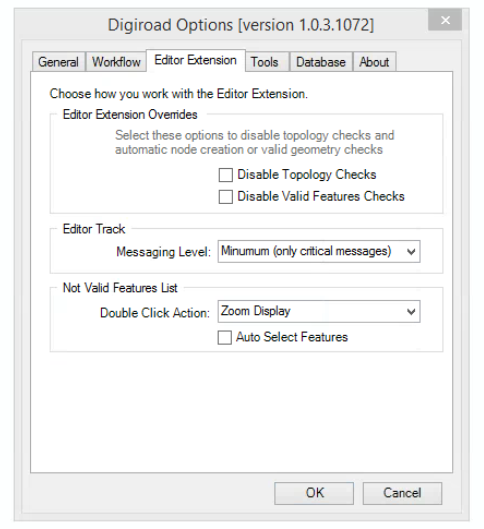 Digiroad Options [version 1.0.3.1072]
General Workflow Editor Extension Tools Database About
Choose how you work with the Editor Extension.
Editor Extension Overrides
Select these options to disable topology checks and
automatic node creation or valid geometry checks
Disable Topology Checks
Disable Valid Features Checks
Editor Track
Messaging Level: Minumum (only critical messages)
Not Valid Features List
Double Click Action: Zoom Display
Auto Select Features
OK Cancel